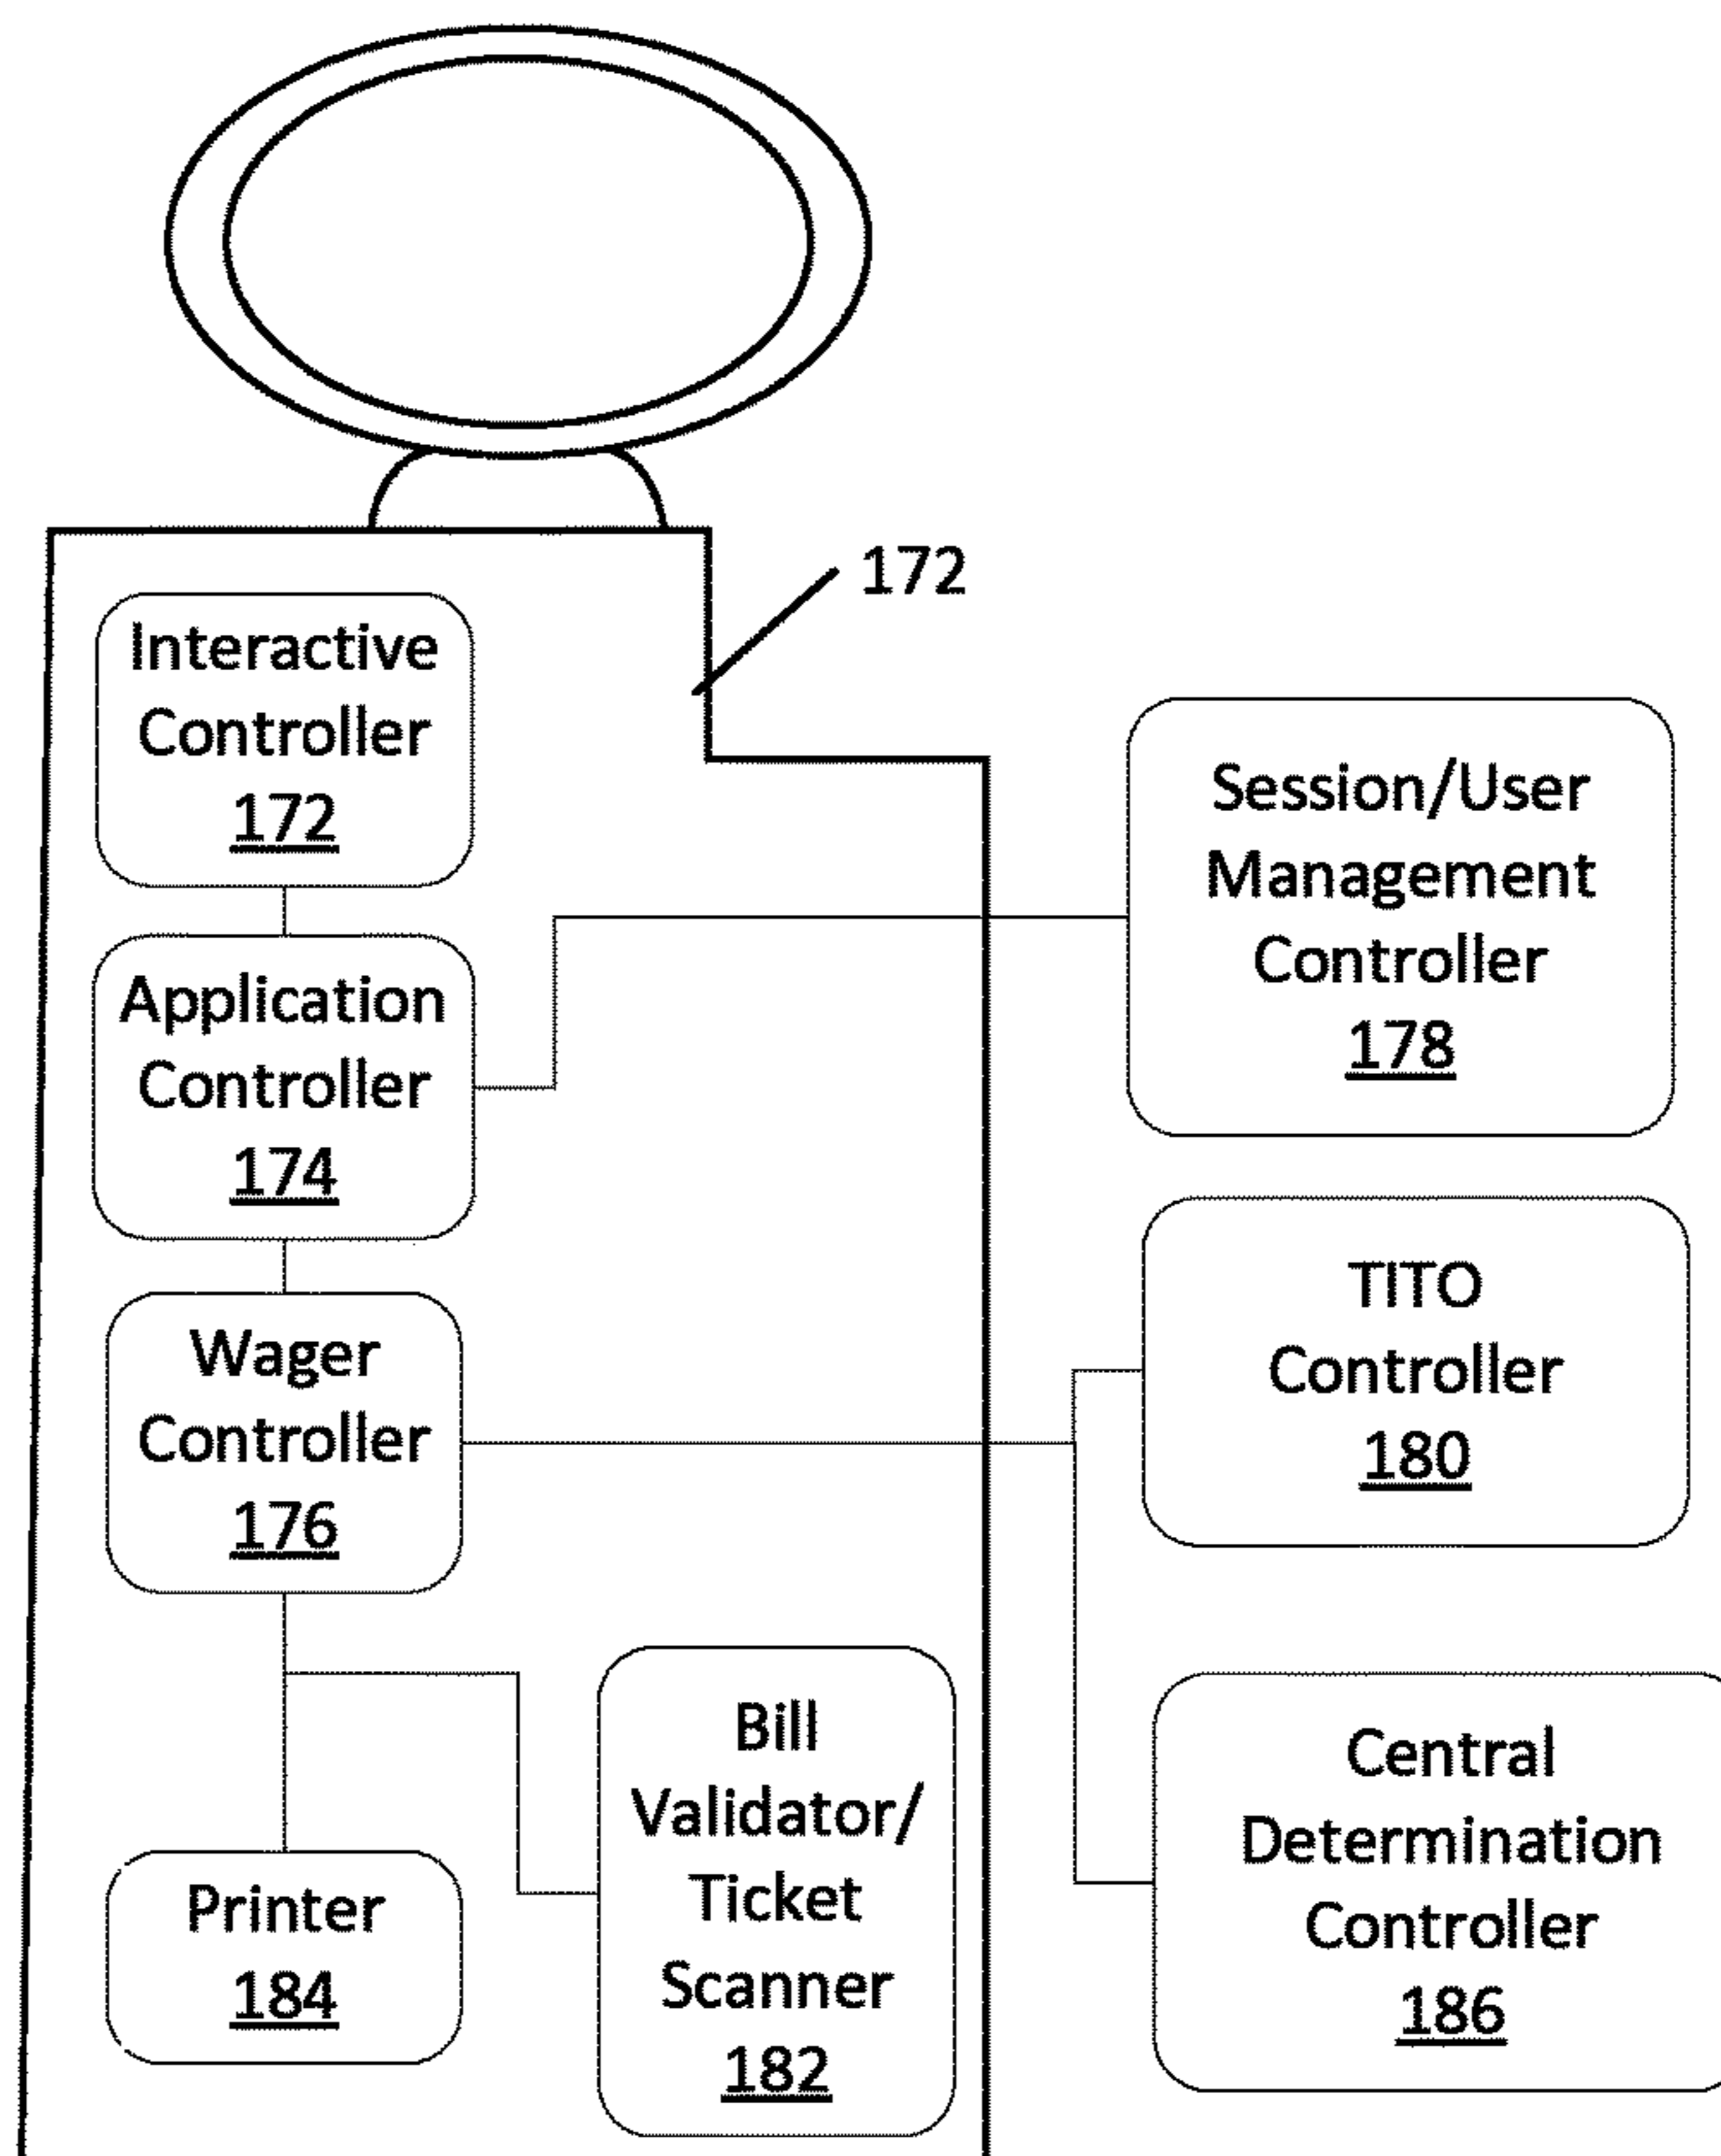 172
Interactive
Controller
172
Application
Controller
174
Wager
Controller
176
Printer
184
Bill
Validator/
Ticket
Scanner
182
Session/User
Management
Controller
178
TITO
Controller
180
Central
Determination
Controller
186